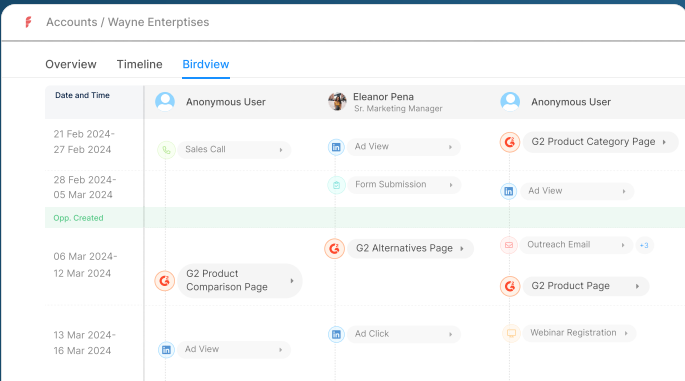 Accounts / Wayne Enterptises
Overview Timeline Birdview
Date and Time
Anonymous User
Eleanor Pena
Sr. Marketing Manager
Anonymous User
21 Feb 2024-
27 Feb 2024
Sales Call
Ad View
G2 Product Category Page
28 Feb 2024-
05 Mar 2024
Form Submission
Ad View
Opp. Created
06 Mar 2024-
12 Mar 2024
G2 Product
Comparison Page
G2 Alternatives Page
Outreach Email
+3
G2 Product Page
13 Mar 2024-
16 Mar 2024
Ad View
Ad Click
Webinar Registration